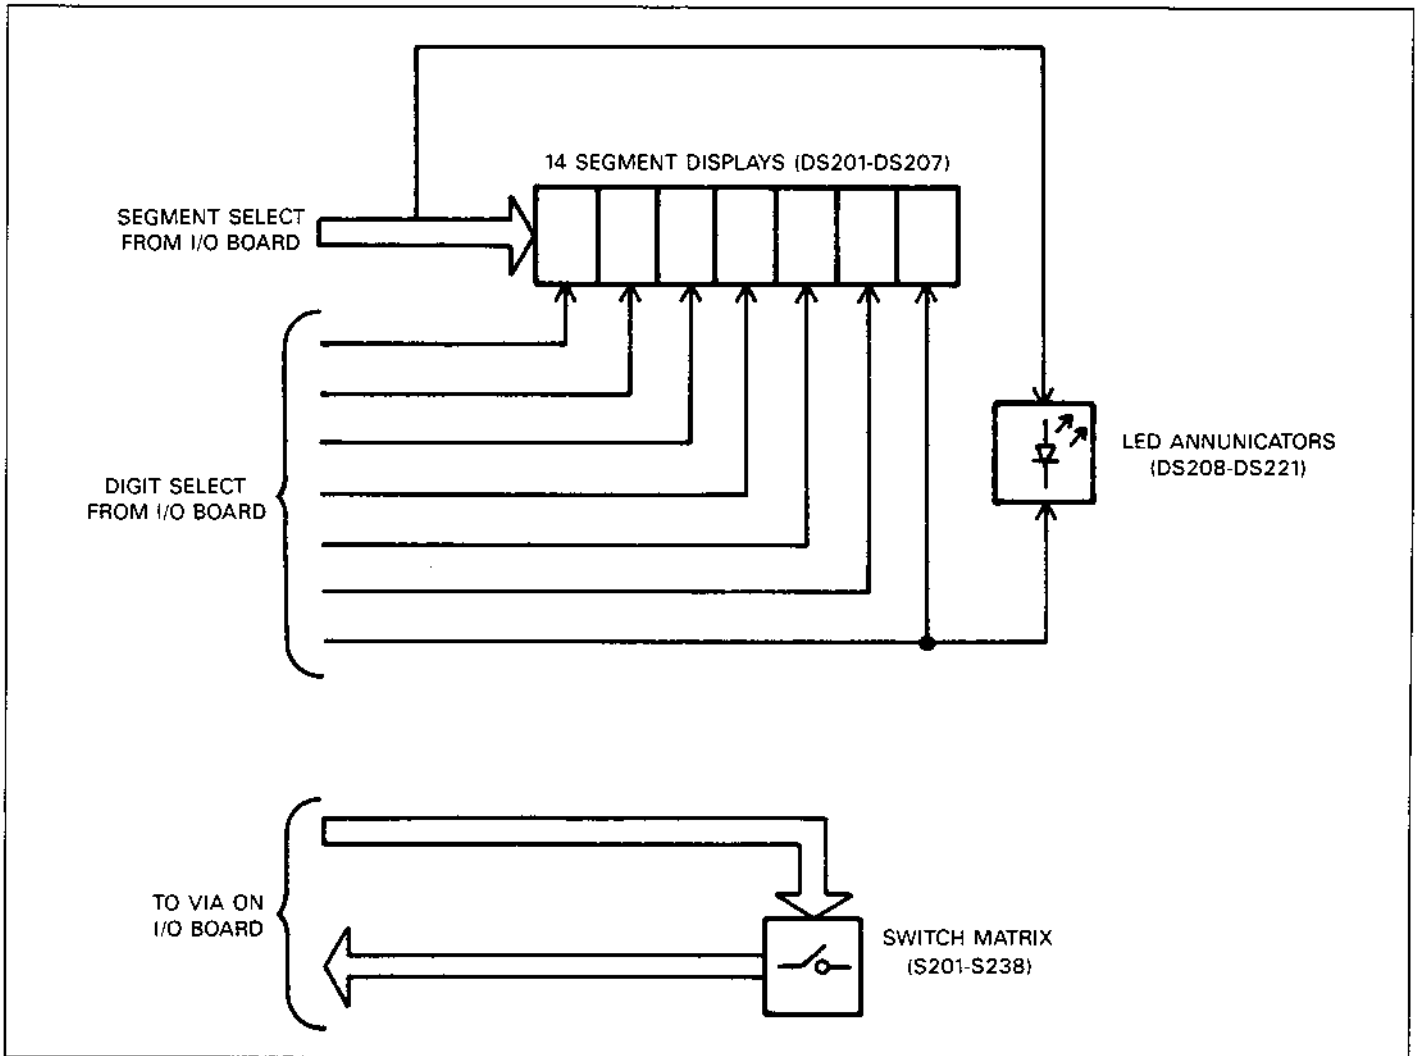 14 SEGMENT DISPLAYS (DS201-DS207)
SEGMENT SELECT
FROM I/O BOARD
DIGIT SELECT
FROM I/O BOARD
LED ANNUNICATORS
(DS208-DS221)
TO VIA ON
I/O BOARD
SWITCH MATRIX
(S201-S238)